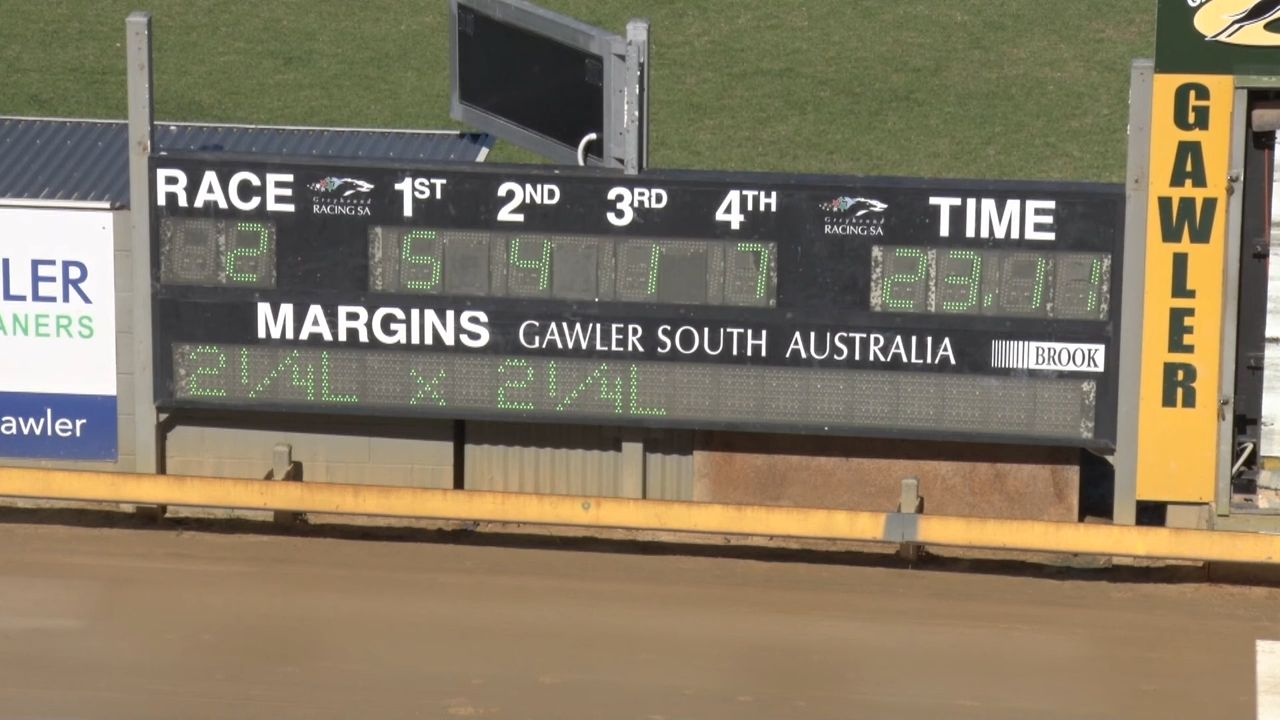 RACE Greyhound RACING SA 1ST 2ND 3RD 4TH Greyhound RACING SA TIME
2 5 4 1 7 23.11
MARGINS GAWLER SOUTH AUSTRALIA BROOK
2 1/4L x 2 1/4L
LER
ANERS
awler
GAWLER